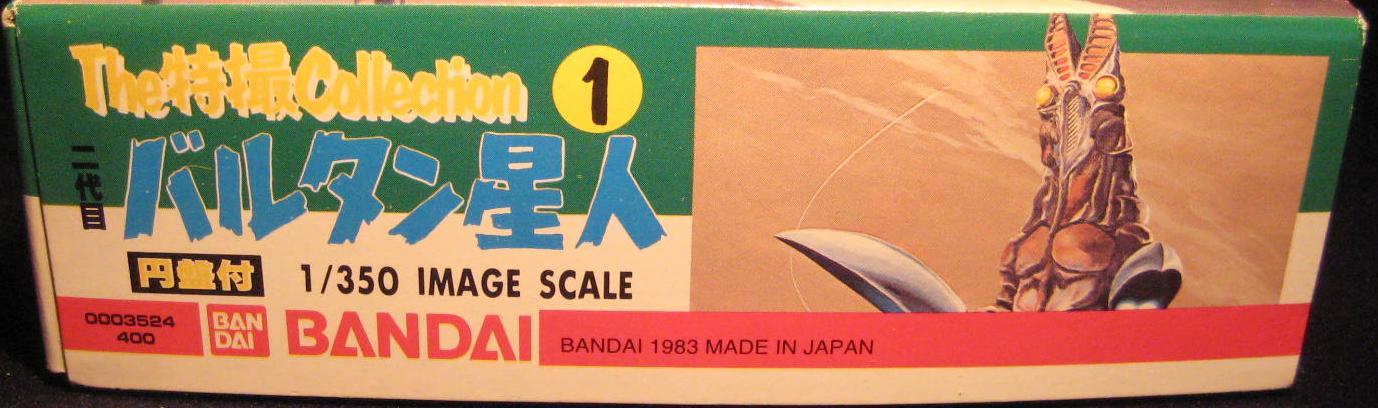 The特撮Collection 1
二代目
バルタン星人
円盤付
1/350 IMAGE SCALE
0003524
400
BAN
DAI
BANDAI
BANDAI 1983 MADE IN JAPAN